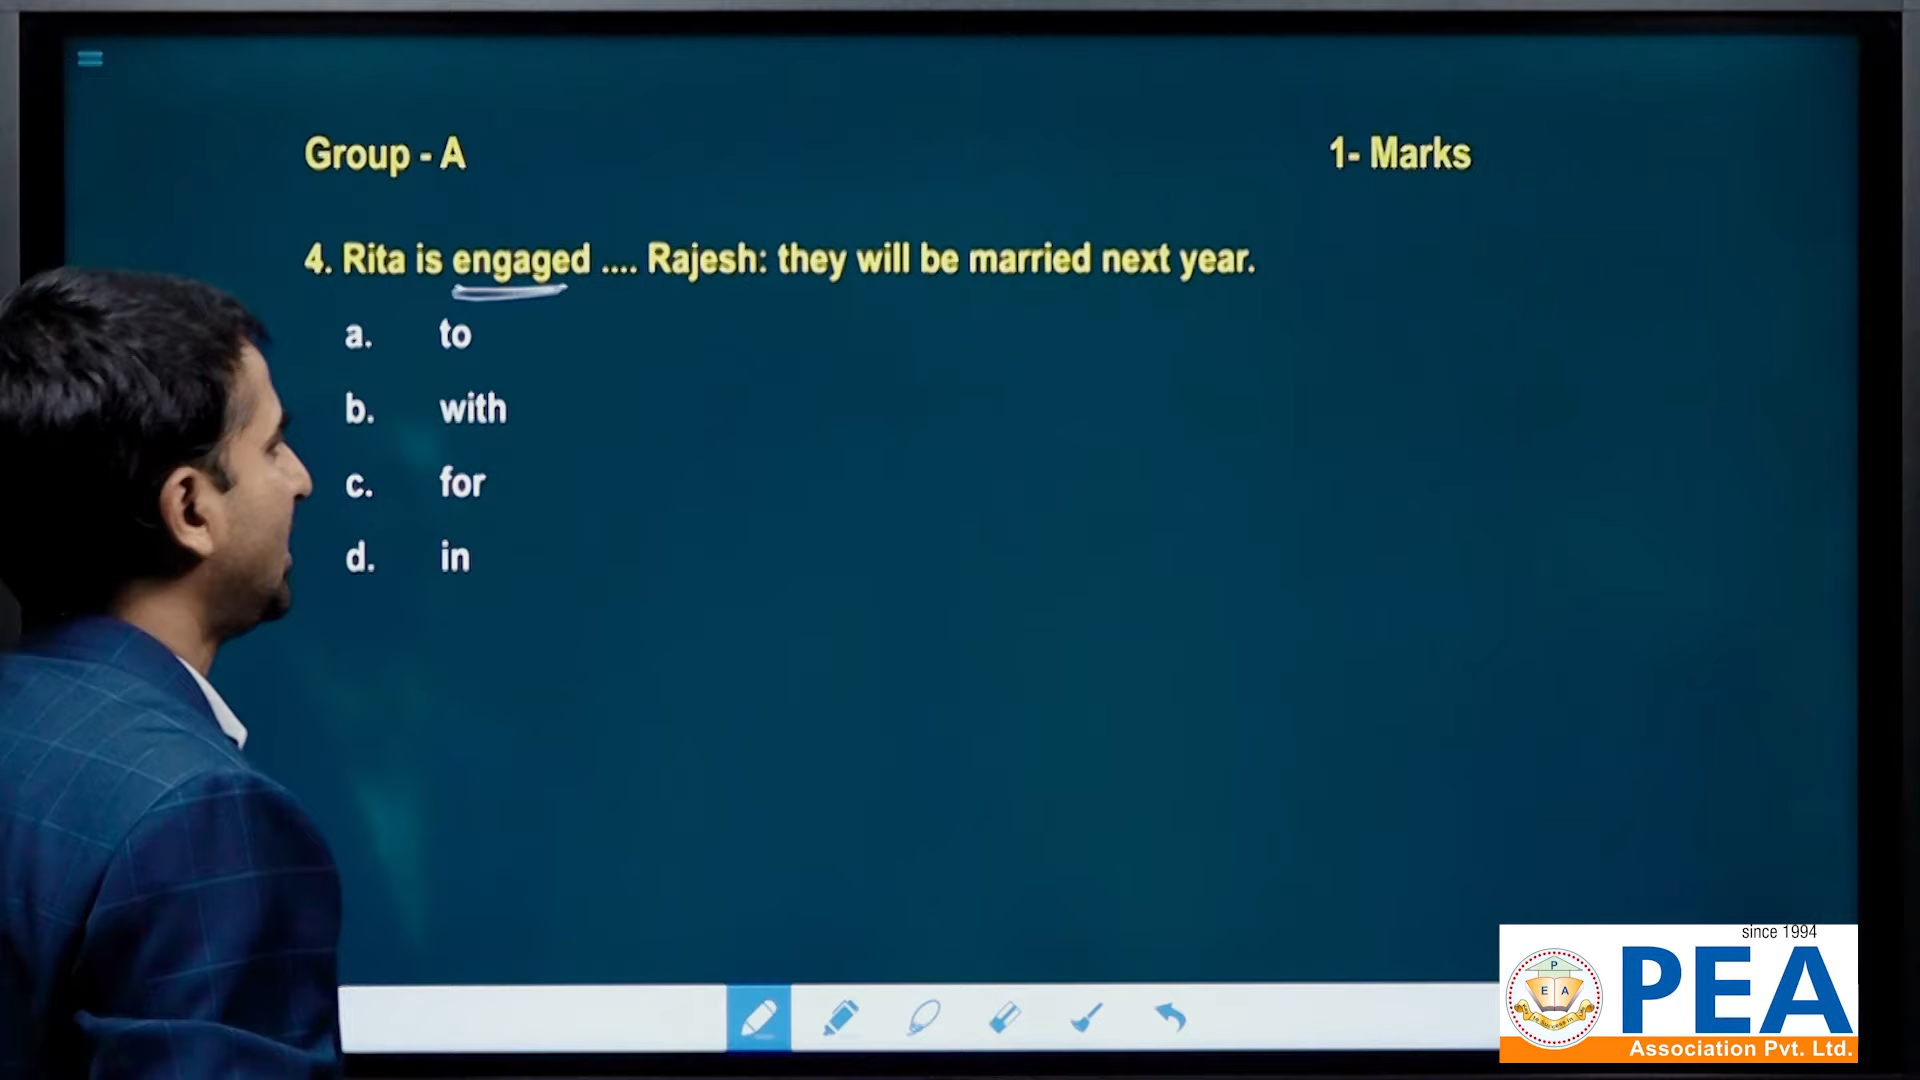 Group - A
1- Marks
4. Rita is engaged .... Rajesh: they will be married next year.
a. to
b. with
c. for
d. in
since 1994
P
E A
PEA
Association Pvt. Ltd.